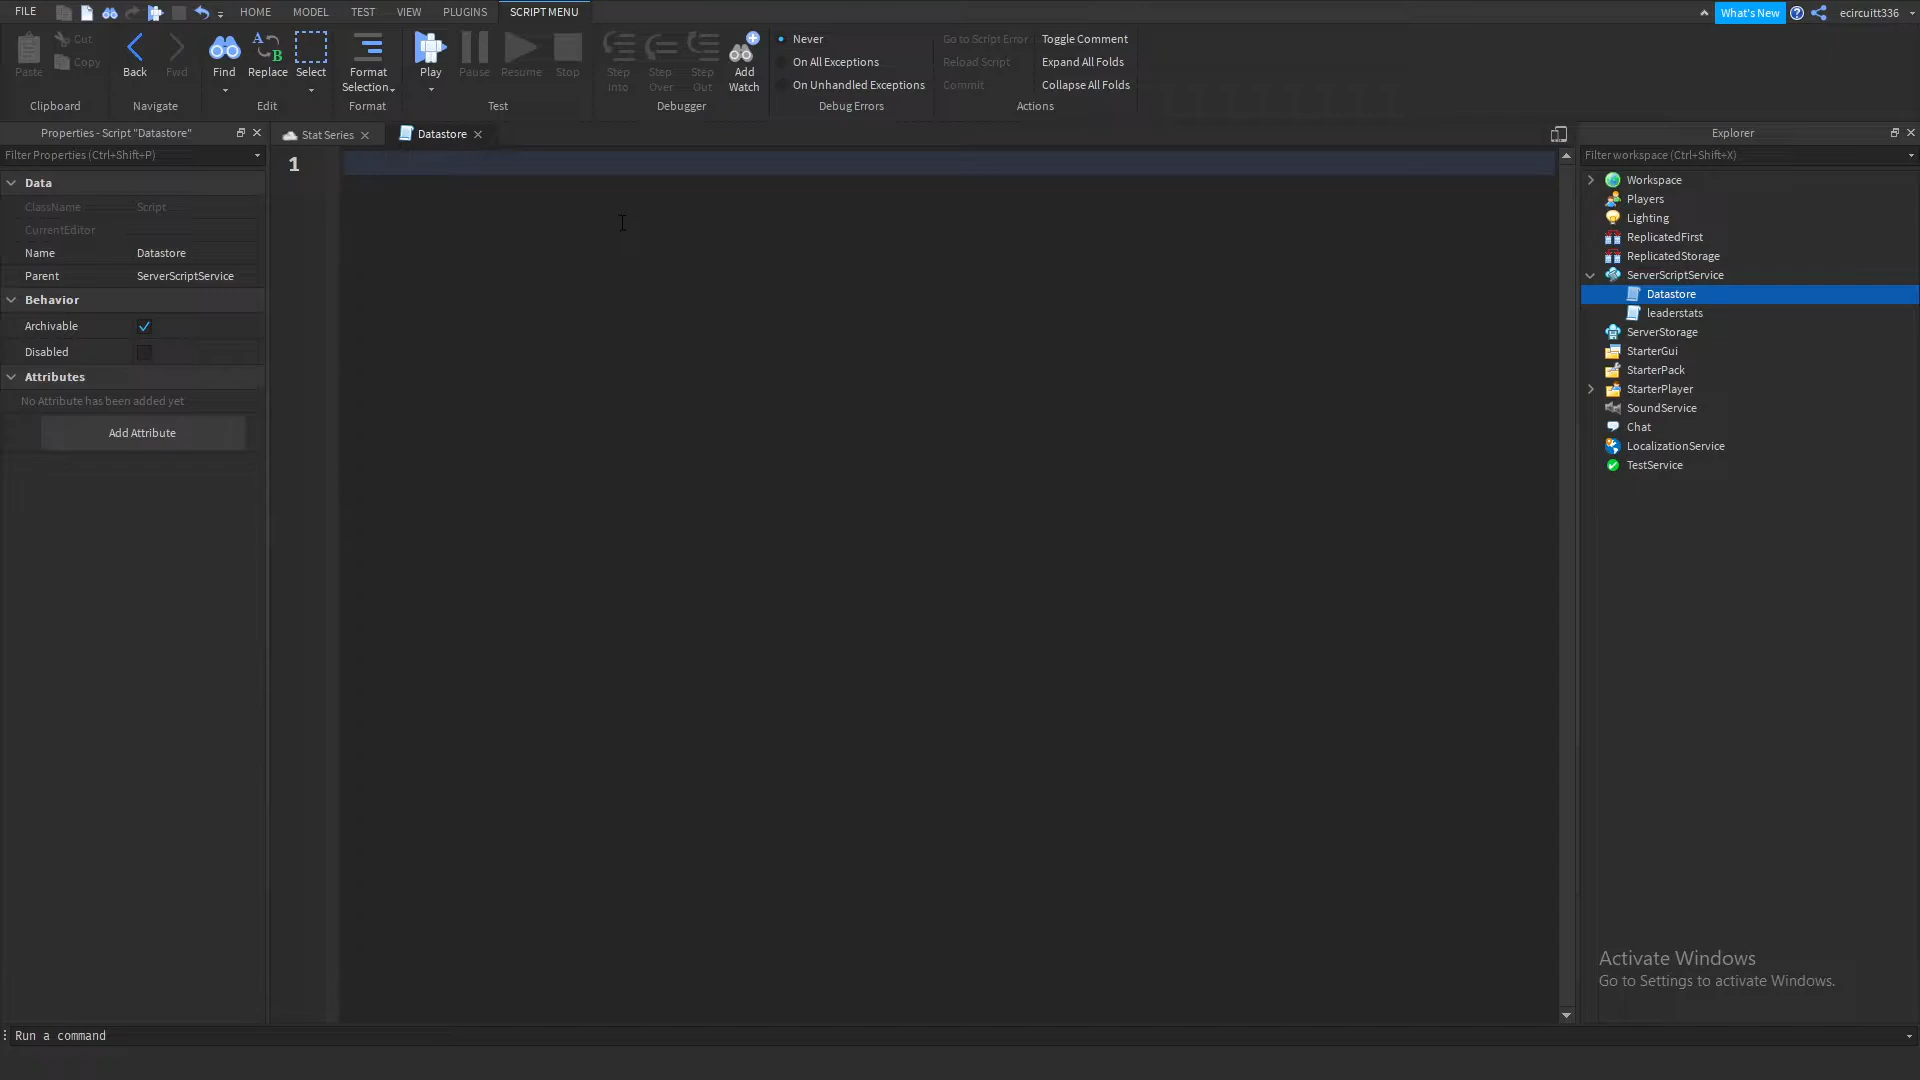 FILE HOME MODEL TEST VIEW PLUGINS SCRIPT MENU What's New ecircuitt336
Paste Cut Copy
Clipboard
Back Fwd
Navigate
Find Replace Select
Edit
Format Selection
Format
Play Pause Resume Stop
Test
Step Into Step Over Step Out Add Watch
Debugger
Never
On All Exceptions
On Unhandled Exceptions
Debug Errors
Go to Script Error Toggle Comment
Reload Script Expand All Folds
Commit Collapse All Folds
Actions
Properties - Script "Datastore"
Filter Properties (Ctrl+Shift+P)
Data
ClassName Script
CurrentEditor
Name Datastore
Parent ServerScriptService
Behavior
Archivable
Disabled
Attributes
No Attribute has been added yet
Add Attribute
Stat Series Datastore
1
Explorer
Filter workspace (Ctrl+Shift+X)
Workspace
Players
Lighting
ReplicatedFirst
ReplicatedStorage
ServerScriptService
Datastore
leaderstats
ServerStorage
StarterGui
StarterPack
StarterPlayer
SoundService
Chat
LocalizationService
TestService
Activate Windows
Go to Settings to activate Windows.
Run a command